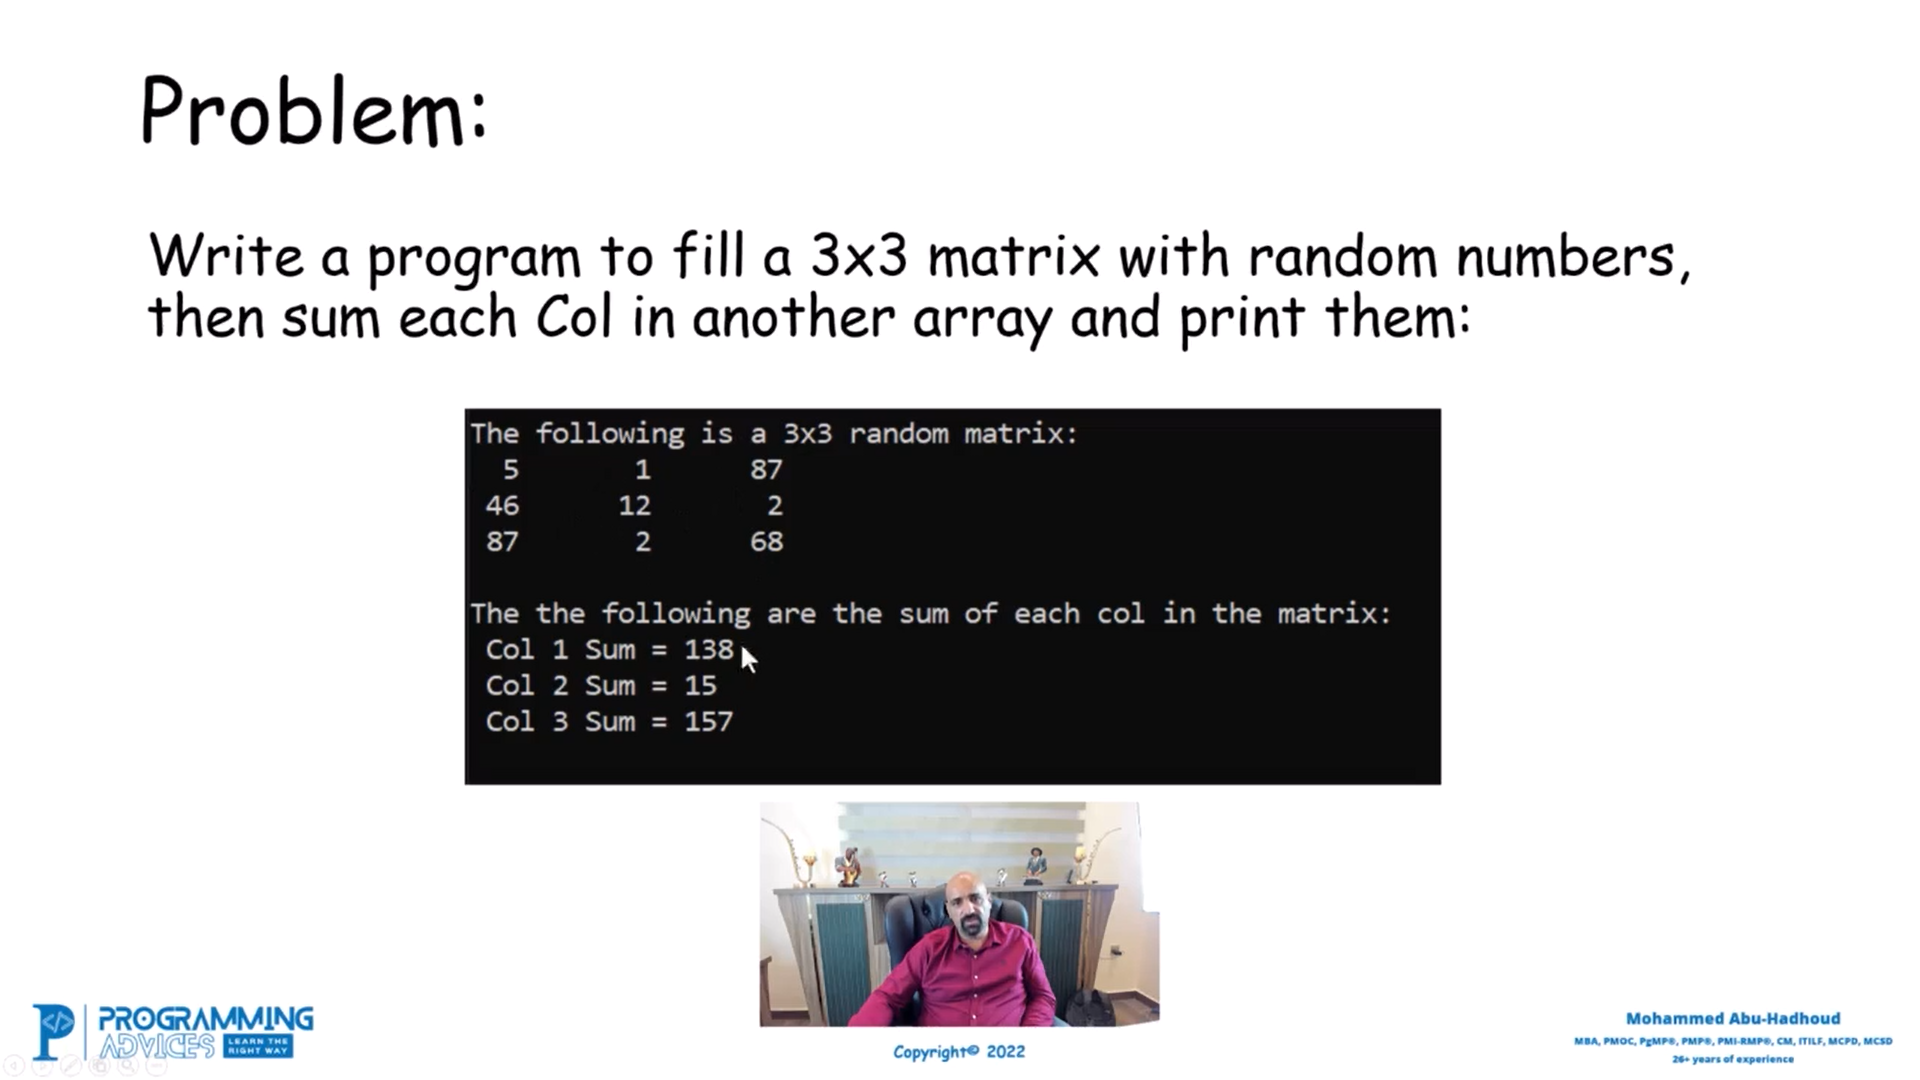 Problem:
Write a program to fill a 3x3 matrix with random numbers,
then sum each Col in another array and print them:
The following is a 3x3 random matrix:
5 1 87
46 12 2
87 2 68
The the following are the sum of each col in the matrix:
Col 1 Sum = 138
Col 2 Sum = 15
Col 3 Sum = 157
P </> PROGRAMMING
ADVICES LEARN THE
RIGHT WAY
Copyright© 2022
Mohammed Abu-Hadhoud
MBA, PMOC, PgMP®, PMP®, PMI-RMP®, CM, ITILF, MCPD, MCSD
26+ years of experience